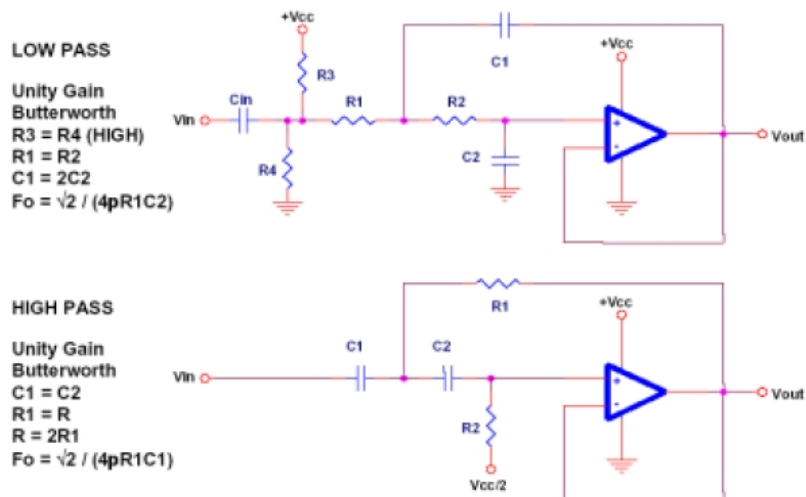 LOW PASS
Unity Gain
Butterworth
R3 = R4 (HIGH)
R1 = R2
C1 = 2C2
Fo = √2 / (4pR1C2)
+Vcc
R3
C1
+Vcc
Vin
Cin
R1
R2
+
-
Vout
R4
C2
HIGH PASS
Unity Gain
Butterworth
C1 = C2
R1 = R
R = 2R1
Fo = √2 / (4pR1C1)
R1
+Vcc
C1
C2
Vin
+
-
Vout
R2
Vcc/2